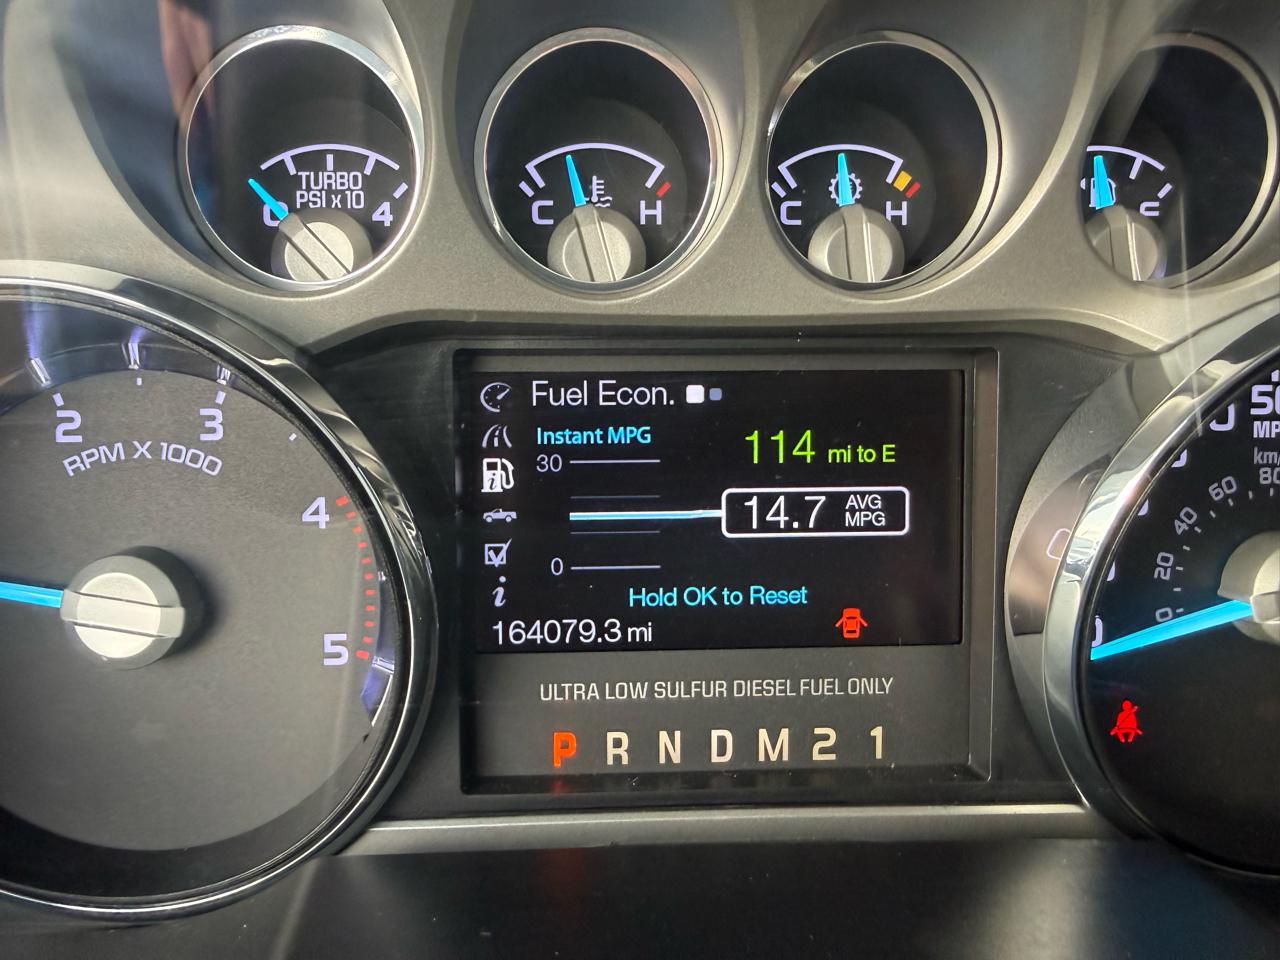 TURBO
PSI x 10
0 4
C H
C H
F
2 3
RPM X 1000
4
5
Fuel Econ.
Instant MPG
30
114 mi to E
14.7 AVG MPG
0
Hold OK to Reset
164079.3 mi
ULTRA LOW SULFUR DIESEL FUEL ONLY
P R N D M 2 1
80
60
40
20
0
0